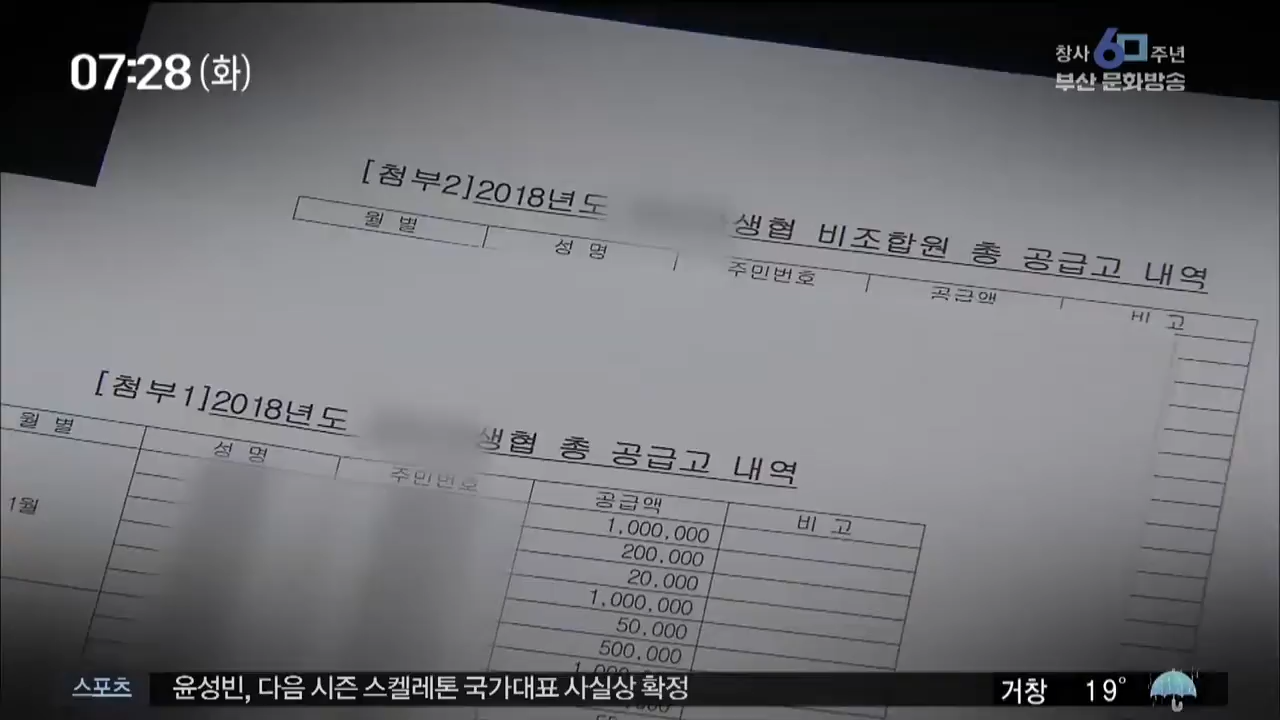 07:28 (화)
창사 60 주년
부산 문화방송
[첨부2]2018년도 생협 비조합원 총 공급고 내역
월 별 성 명 주민번호 공급액 비 고
[첨부1]2018년도 생협 총 공급고 내역
월 별 성 명 주민번호 공급액 비 고
1월
1,000,000
200,000
20,000
1,000,000
50,000
500,000
스포츠 윤성빈, 다음 시즌 스켈레톤 국가대표 사실상 확정 거창 19°